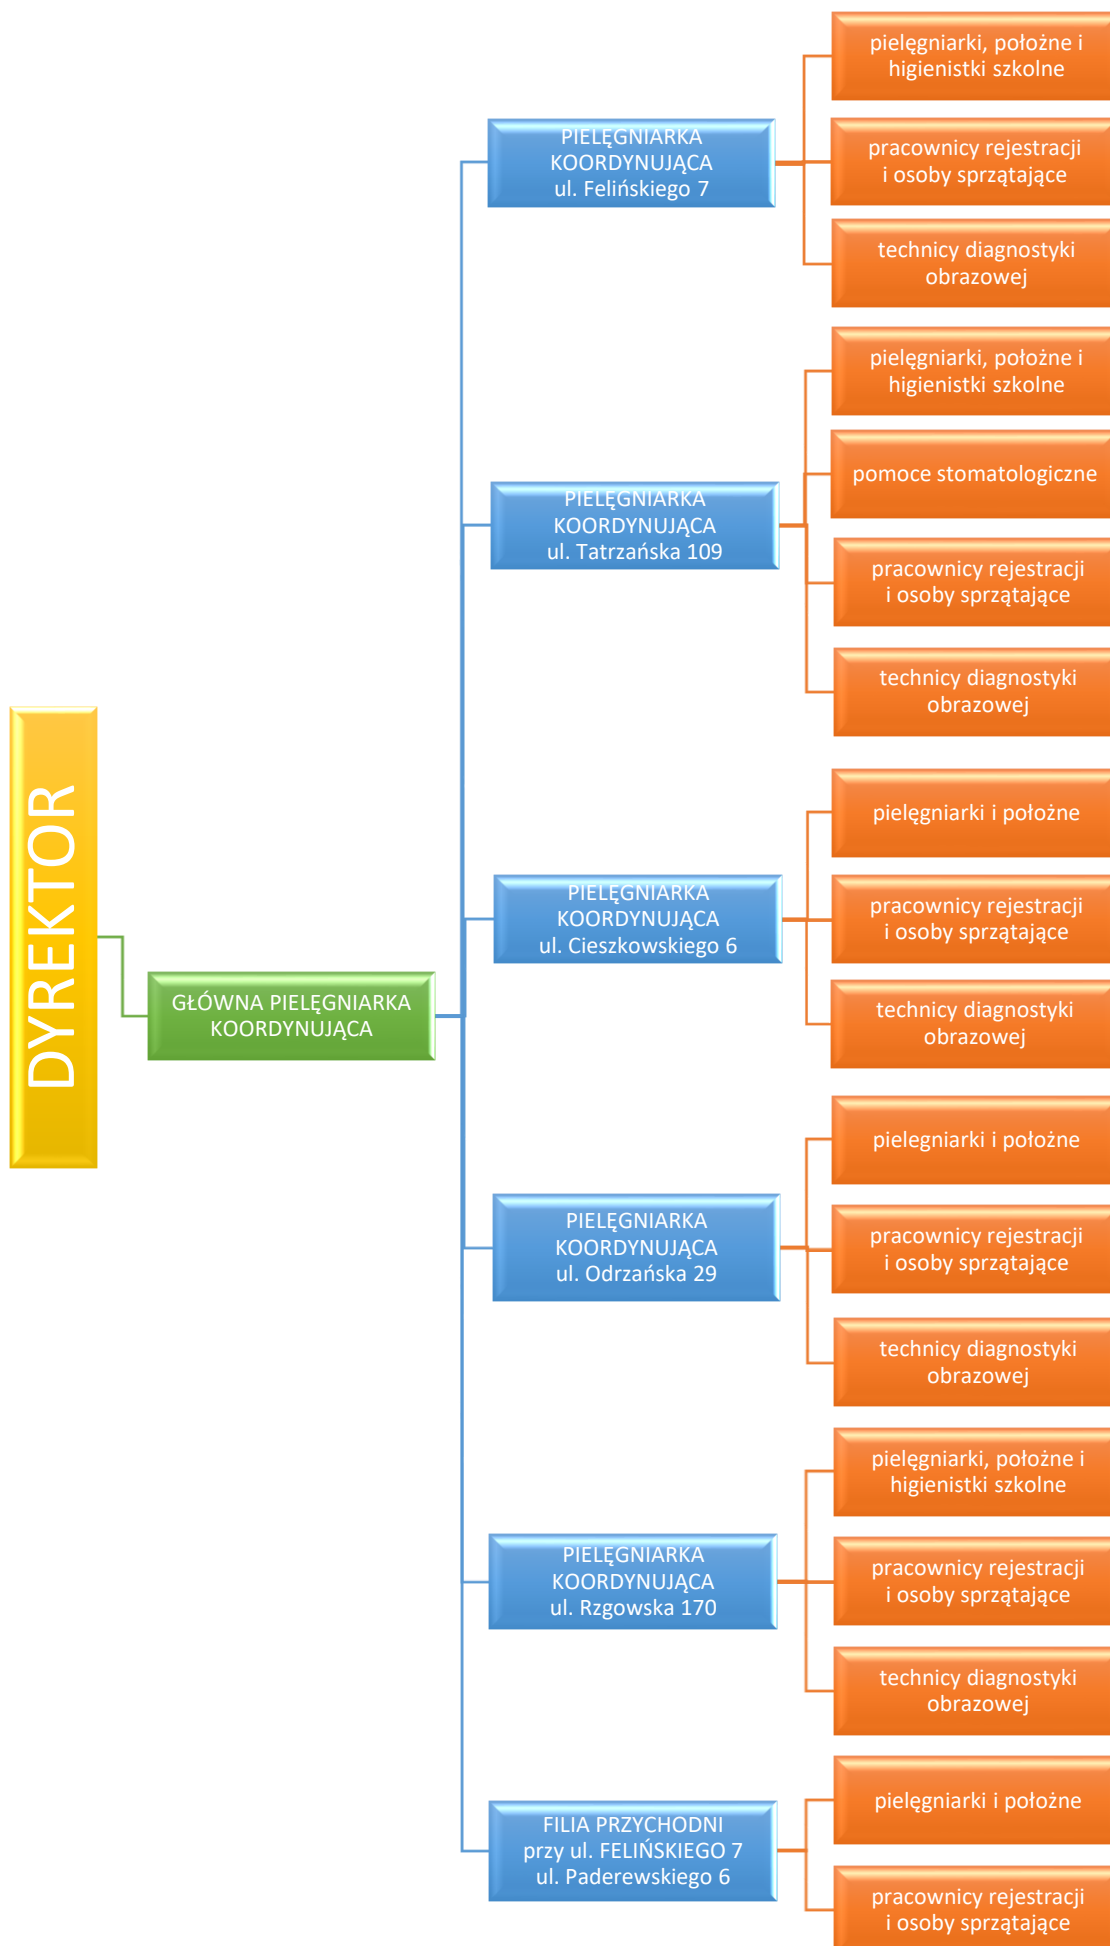 DYREKTOR
GŁÓWNA PIELĘGNIARKA
KOORDYNUJĄCA
PIELĘGNIARKA
KOORDYNUJĄCA
ul. Felińskiego 7
pielęgniarki, położne i
higienistki szkolne
pracownicy rejestracji
i osoby sprzątające
technicy diagnostyki
obrazowej
PIELĘGNIARKA
KOORDYNUJĄCA
ul. Tatrzańska 109
pielęgniarki, położne i
higienistki szkolne
pomoce stomatologiczne
pracownicy rejestracji
i osoby sprzątające
technicy diagnostyki
obrazowej
PIELĘGNIARKA
KOORDYNUJĄCA
ul. Cieszkowskiego 6
pielęgniarki i położne
pracownicy rejestracji
i osoby sprzątające
technicy diagnostyki
obrazowej
PIELĘGNIARKA
KOORDYNUJĄCA
ul. Odrzańska 29
pielegniarki i położne
pracownicy rejestracji
i osoby sprzątające
technicy diagnostyki
obrazowej
PIELĘGNIARKA
KOORDYNUJĄCA
ul. Rzgowska 170
pielęgniarki, położne i
higienistki szkolne
pracownicy rejestracji
i osoby sprzątające
technicy diagnostyki
obrazowej
FILIA PRZYCHODNI
przy ul. FELIŃSKIEGO 7
ul. Paderewskiego 6
pielęgniarki i położne
pracownicy rejestracji
i osoby sprzątające